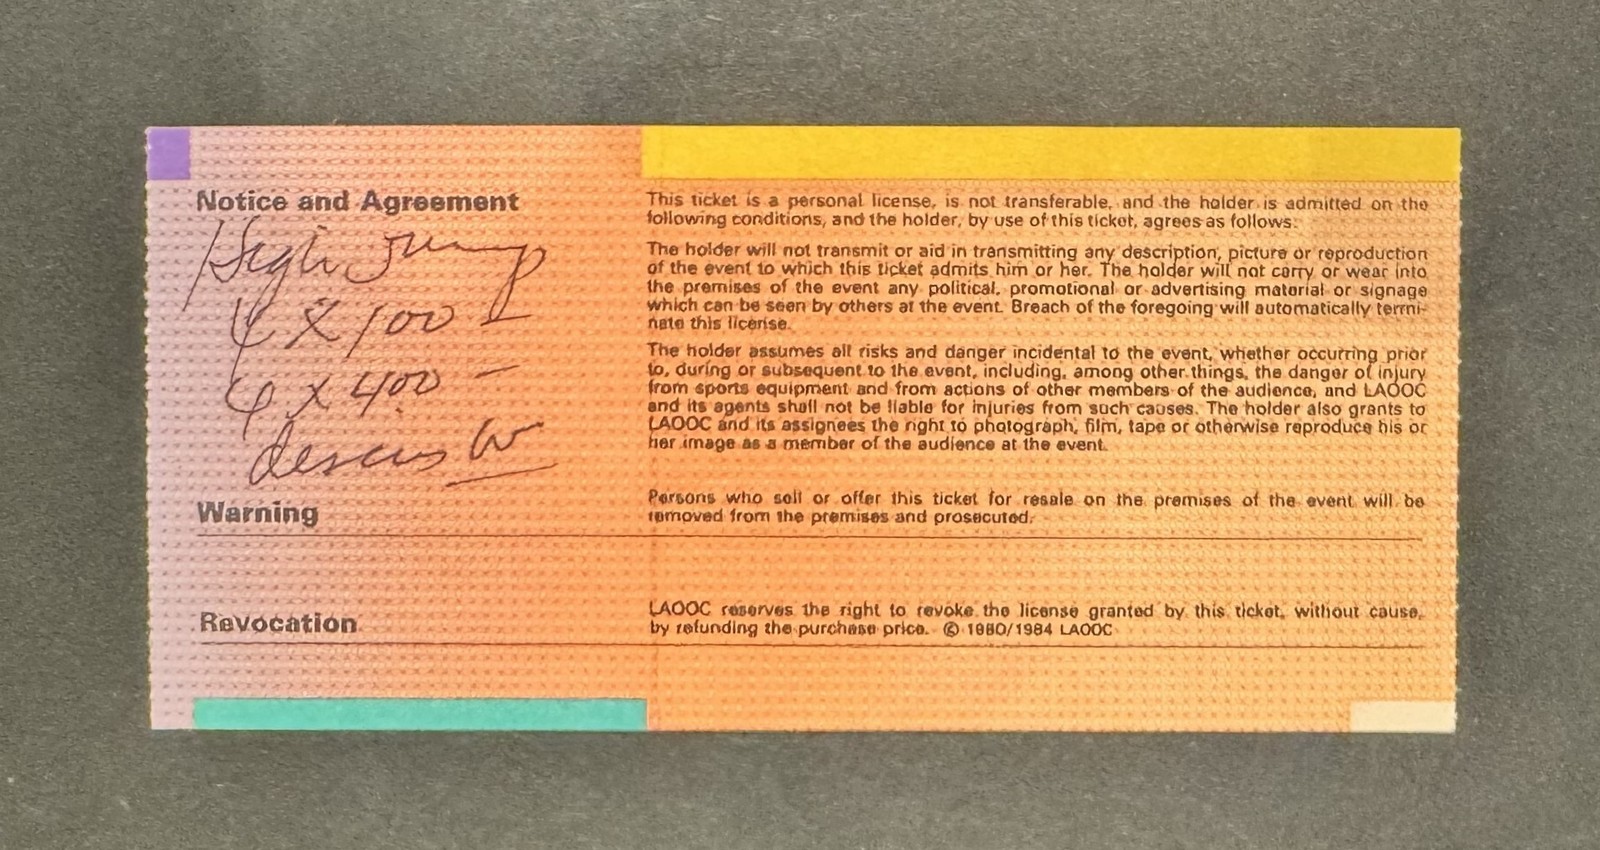 Notice and Agreement
High Jump
4 X 100 -
4 X 400 -
descus W
Warning
Revocation
This ticket is a personal license, is not transferable, and the holder is admitted on the
following conditions, and the holder, by use of this ticket, agrees as follows:
The holder will not transmit or aid in transmitting any description, picture or reproduction
of the event to which this ticket admits him or her. The holder will not carry or wear into
the premises of the event any political, promotional or advertising material or signage
which can be seen by others at the event. Breach of the foregoing will automatically termi-
nate this license.
The holder assumes all risks and danger incidental to the event, whether occurring prior
to, during or subsequent to the event, including, among other things, the danger of injury
from sports equipment and from actions of other members of the audience, and LAOOC
and its agents shall not be liable for injuries from such causes. The holder also grants to
LAOOC and its assignees the right to photograph, film, tape or otherwise reproduce his or
her image as a member of the audience at the event.
Persons who sell or offer this ticket for resale on the premises of the event will be
removed from the premises and prosecuted.
LAOOC reserves the right to revoke the license granted by this ticket, without cause,
by refunding the purchase price. © 1980/1984 LAOOC